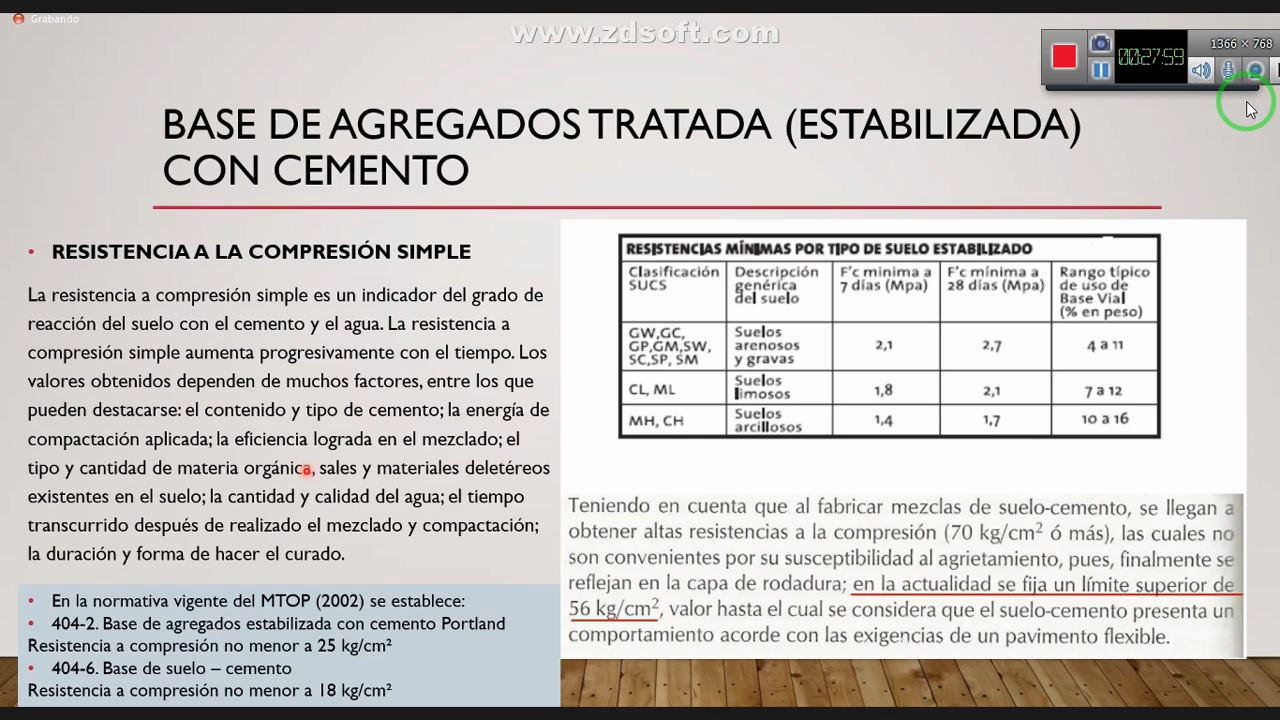 Grabando
www.zdsoft.com
1366 × 768
00:27:59
BASE DE AGREGADOS TRATADA (ESTABILIZADA)
CON CEMENTO
• RESISTENCIA A LA COMPRESIÓN SIMPLE
La resistencia a compresión simple es un indicador del grado de
reacción del suelo con el cemento y el agua. La resistencia a
compresión simple aumenta progresivamente con el tiempo. Los
valores obtenidos dependen de muchos factores, entre los que
pueden destacarse: el contenido y tipo de cemento; la energía de
compactación aplicada; la eficiencia lograda en el mezclado; el
tipo y cantidad de materia orgánica, sales y materiales deletéreos
existentes en el suelo; la cantidad y calidad del agua; el tiempo
transcurrido después de realizado el mezclado y compactación;
la duración y forma de hacer el curado.
• En la normativa vigente del MTOP (2002) se establece:
• 404-2. Base de agregados estabilizada con cemento Portland
Resistencia a compresión no menor a 25 kg/cm²
• 404-6. Base de suelo – cemento
Resistencia a compresión no menor a 18 kg/cm²
RESISTENCIAS MÍNIMAS POR TIPO DE SUELO ESTABILIZADO
Clasificación Descripción F'c minima a F'c mínima a Rango típico
SUCS genérica 7 días (Mpa) 28 días (Mpa) de uso de
del suelo Base Vial
(% en peso)
GW,GC, Suelos
GP,GM,SW, arenosos 2,1 2,7 4 a 11
SC,SP, SM y gravas
CL, ML Suelos limosos 1,8 2,1 7 a 12
MH, CH Suelos arcillosos 1,4 1,7 10 a 16
Teniendo en cuenta que al fabricar mezclas de suelo-cemento, se llegan a
obtener altas resistencias a la compresión (70 kg/cm² ó más), las cuales no
son convenientes por su susceptibilidad al agrietamiento, pues, finalmente se
reflejan en la capa de rodadura; en la actualidad se fija un límite superior de
56 kg/cm², valor hasta el cual se considera que el suelo-cemento presenta un
comportamiento acorde con las exigencias de un pavimento flexible.